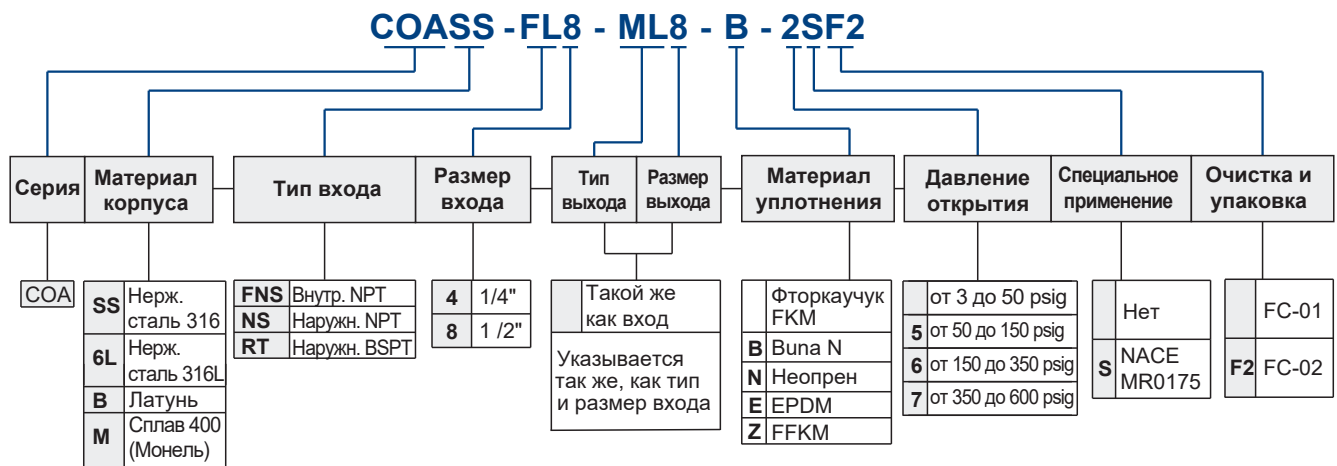 COASS -FL8 - ML8 - B - 2SF2
Серия
Материал
корпуса
Тип входа
Размер
входа
Тип
выхода
Размер
выхода
Материал
уплотнения
Давление
открытия
Специальное
применение
Очистка и
упаковка
COA
SS Нерж.
сталь 316
6L Нерж.
сталь 316L
B Латунь
M Сплав 400
(Монель)
FNS Внутр. NPT
NS Наружн. NPT
RT Наружн. BSPT
4 1/4"
8 1 /2"
Такой же
как вход
Указывается
так же, как тип
и размер входа
Фторкаучук
FKM
B Buna N
N Неопрен
E EPDM
Z FFKM
от 3 до 50 psig
5 от 50 до 150 psig
6 от 150 до 350 psig
7 от 350 до 600 psig
Нет
S NACE
MR0175
FC-01
F2 FC-02